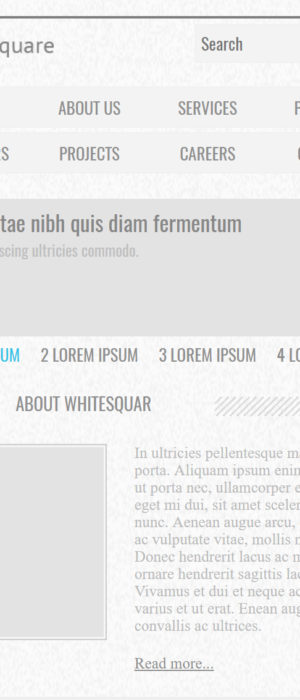 quare
Search
ABOUT US SERVICES
PROJECTS CAREERS
tae nibh quis diam fermentum
scing ultricies commodo.
UM 2 LOREM IPSUM 3 LOREM IPSUM 4 LO
ABOUT WHITESQUAR
In ultricies pellentesque m
porta. Aliquam ipsum enim
ut porta nec, ullamcorper e
eget mi dui, sit amet sceler
nunc. Aenean augue arcu,
ac vulputate vitae, mollis
Donec hendrerit lacus ac m
ornare hendrerit sagittis lac
Vivamus et dui et neque ac
varius et ut erat. Enean aug
convallis ac ultrices.
Read more...